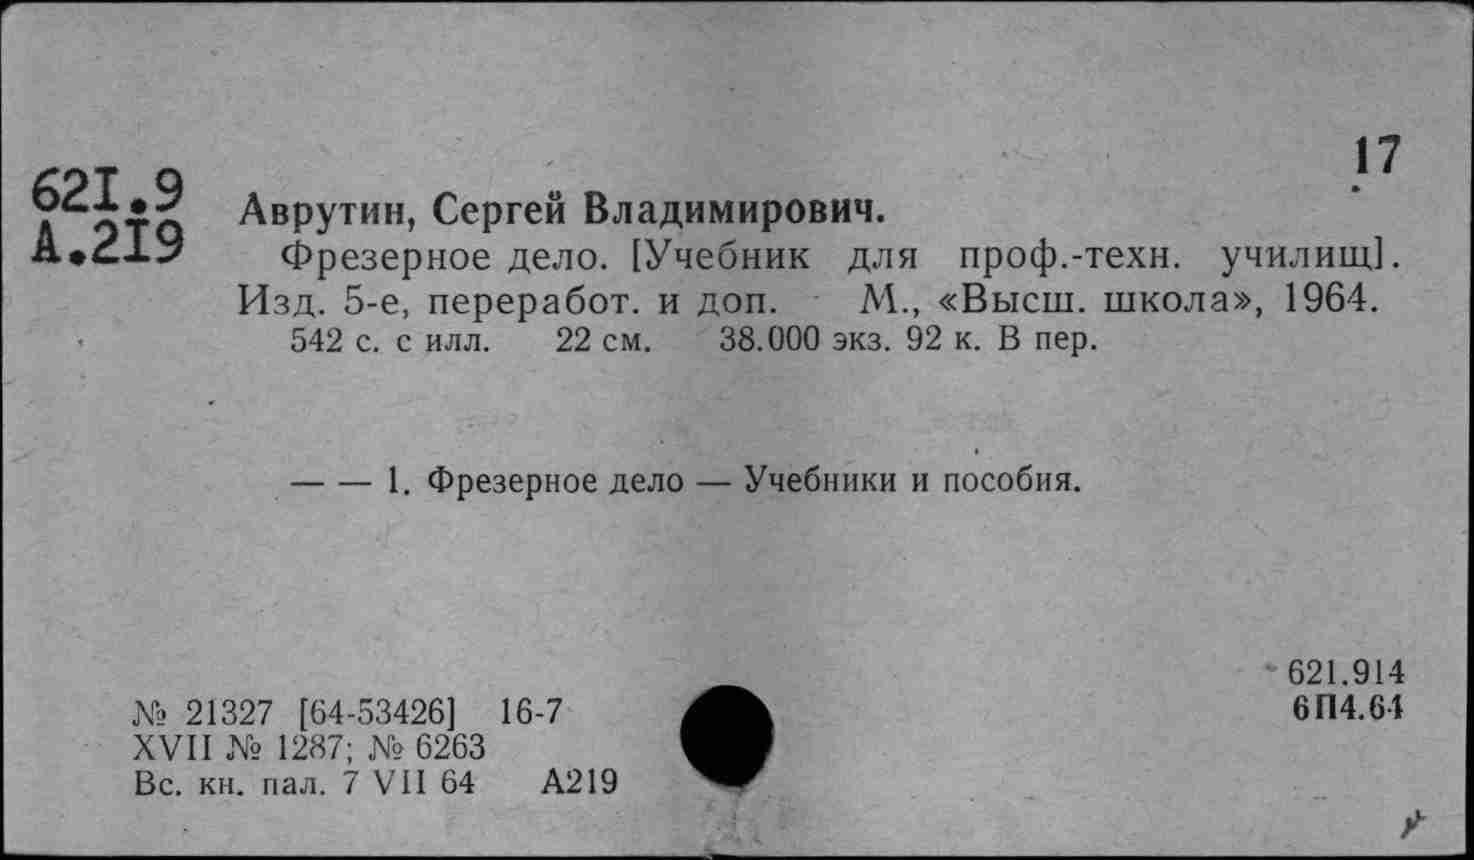 17
621.9
А.219
Аврутин, Сергей Владимирович.
Фрезерное дело. [Учебник для проф.-техн. училищ].
Изд. 5-е, переработ. и доп. М., «Высш. школа», 1964.
542 с. с илл. 22 см. 38.000 экз. 92 к. В пер.
— — 1. Фрезерное дело — Учебники и пособия.
621.914
6П4.64
№ 21327 [64-53426] 16-7
XVII № 1287; № 6263
Вс. кн. пал. 7 VII 64 А219